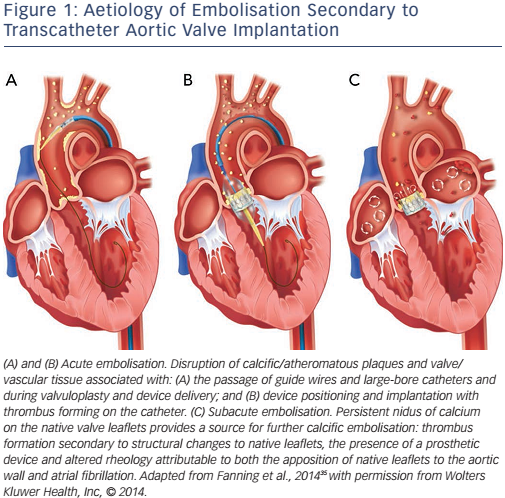 Figure 1: Aetiology of Embolisation Secondary to
Transcatheter Aortic Valve Implantation
A B C
(A) and (B) Acute embolisation. Disruption of calcific/atheromatous plaques and valve/
vascular tissue associated with: (A) the passage of guide wires and large-bore catheters and
during valvuloplasty and device delivery; and (B) device positioning and implantation with
thrombus forming on the catheter. (C) Subacute embolisation. Persistent nidus of calcium
on the native valve leaflets provides a source for further calcific embolisation: thrombus
formation secondary to structural changes to native leaflets, the presence of a prosthetic
device and altered rheology attributable to both the apposition of native leaflets to the aortic
wall and atrial fibrillation. Adapted from Fanning et al., 2014³⁵ with permission from Wolters
Kluwer Health, Inc, © 2014.